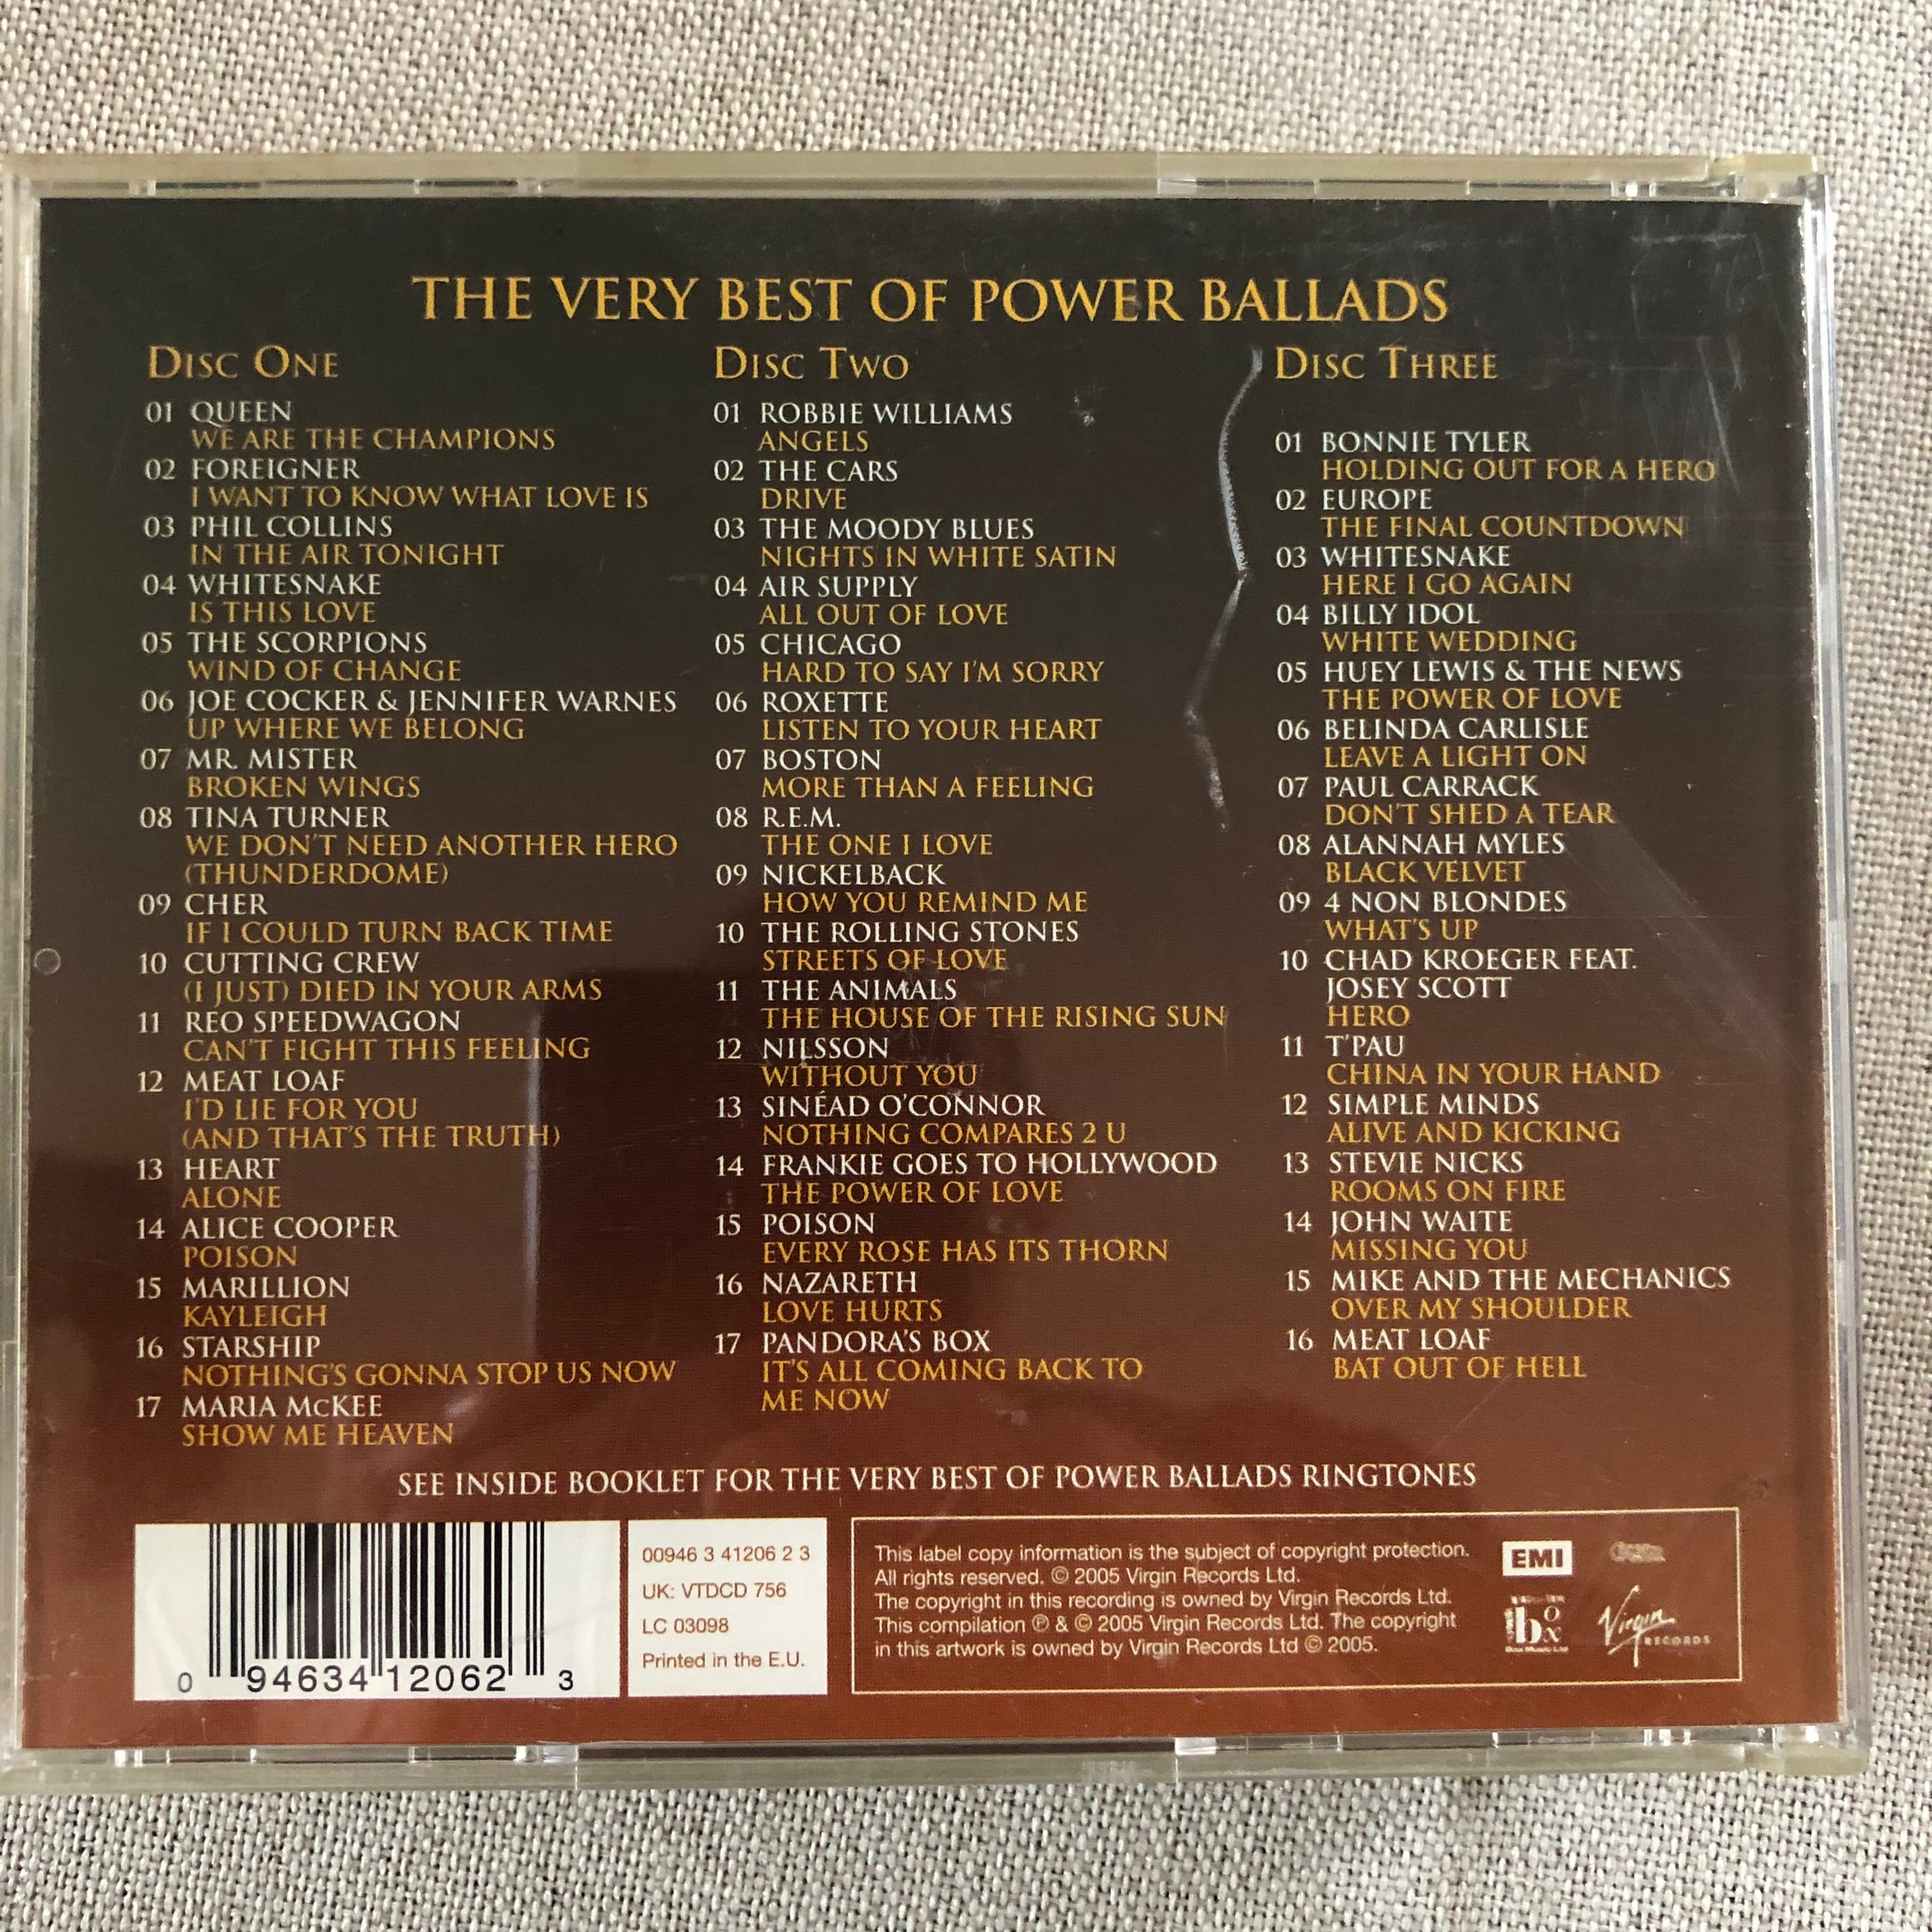 THE VERY BEST OF POWER BALLADS
DISC ONE
01 QUEEN
WE ARE THE CHAMPIONS
02 FOREIGNER
I WANT TO KNOW WHAT LOVE IS
03 PHIL COLLINS
IN THE AIR TONIGHT
04 WHITESNAKE
IS THIS LOVE
05 THE SCORPIONS
WIND OF CHANGE
06 JOE COCKER & JENNIFER WARNES
UP WHERE WE BELONG
07 MR. MISTER
BROKEN WINGS
08 TINA TURNER
WE DON'T NEED ANOTHER HERO
(THUNDERDOME)
09 CHER
IF I COULD TURN BACK TIME
10 CUTTING CREW
(I JUST) DIED IN YOUR ARMS
11 REO SPEEDWAGON
CAN'T FIGHT THIS FEELING
12 MEAT LOAF
I'D LIE FOR YOU
(AND THAT'S THE TRUTH)
13 HEART
ALONE
14 ALICE COOPER
POISON
15 MARILLION
KAYLEIGH
16 STARSHIP
NOTHING'S GONNA STOP US NOW
17 MARIA McKEE
SHOW ME HEAVEN
DISC TWO
01 ROBBIE WILLIAMS
ANGELS
02 THE CARS
DRIVE
03 THE MOODY BLUES
NIGHTS IN WHITE SATIN
04 AIR SUPPLY
ALL OUT OF LOVE
05 CHICAGO
HARD TO SAY I'M SORRY
06 ROXETTE
LISTEN TO YOUR HEART
07 BOSTON
MORE THAN A FEELING
08 R.E.M.
THE ONE I LOVE
09 NICKELBACK
HOW YOU REMIND ME
10 THE ROLLING STONES
STREETS OF LOVE
11 THE ANIMALS
THE HOUSE OF THE RISING SUN
12 NILSSON
WITHOUT YOU
13 SINÉAD O'CONNOR
NOTHING COMPARES 2 U
14 FRANKIE GOES TO HOLLYWOOD
THE POWER OF LOVE
15 POISON
EVERY ROSE HAS ITS THORN
16 NAZARETH
LOVE HURTS
17 PANDORA'S BOX
IT'S ALL COMING BACK TO
ME NOW
DISC THREE
01 BONNIE TYLER
HOLDING OUT FOR A HERO
02 EUROPE
THE FINAL COUNTDOWN
03 WHITESNAKE
HERE I GO AGAIN
04 BILLY IDOL
WHITE WEDDING
05 HUEY LEWIS & THE NEWS
THE POWER OF LOVE
06 BELINDA CARLISLE
LEAVE A LIGHT ON
07 PAUL CARRACK
DON'T SHED A TEAR
08 ALANNAH MYLES
BLACK VELVET
09 4 NON BLONDES
WHAT'S UP
10 CHAD KROEGER FEAT.
JOSEY SCOTT
HERO
11 T'PAU
CHINA IN YOUR HAND
12 SIMPLE MINDS
ALIVE AND KICKING
13 STEVIE NICKS
ROOMS ON FIRE
14 JOHN WAITE
MISSING YOU
15 MIKE AND THE MECHANICS
OVER MY SHOULDER
16 MEAT LOAF
BAT OUT OF HELL
SEE INSIDE BOOKLET FOR THE VERY BEST OF POWER BALLADS RINGTONES
0 94634 12062 3
00946 3 41206 2 3
UK: VTDCD 756
LC 03098
Printed in the E.U.
This label copy information is the subject of copyright protection.
All rights reserved. © 2005 Virgin Records Ltd.
The copyright in this recording is owned by Virgin Records Ltd.
This compilation ℗ & © 2005 Virgin Records Ltd. The copyright
in this artwork is owned by Virgin Records Ltd © 2005.
EMI
box
Virgin
RECORDS